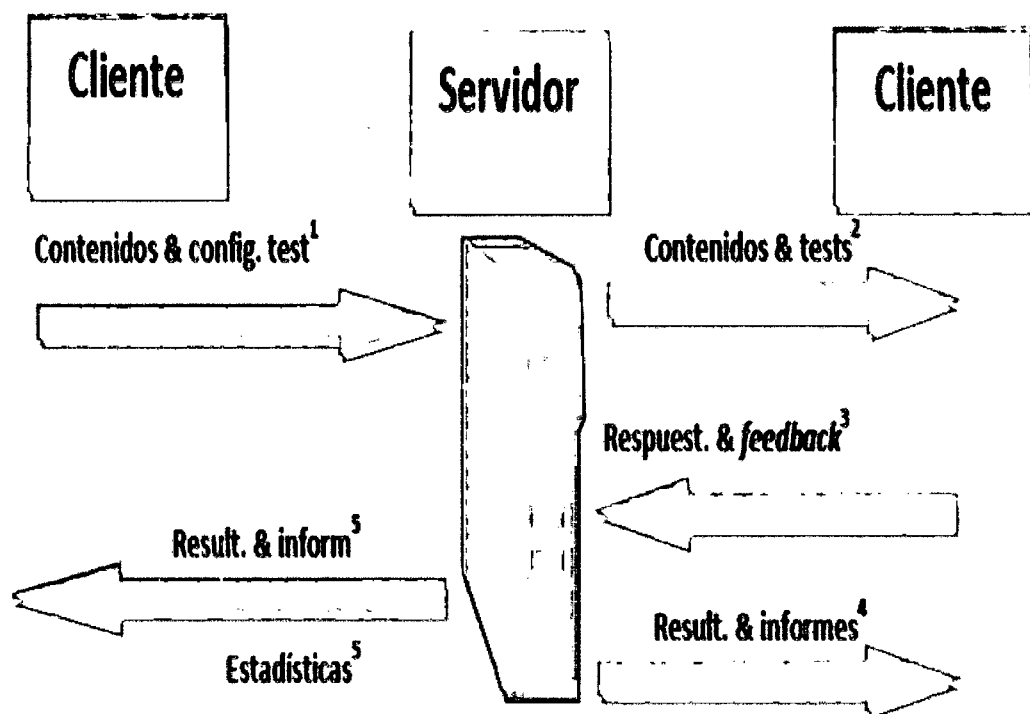 Cliente
Servidor
Cliente
Contenidos & config. test¹
Contenidos & tests²
Respuest. & feedback³
Result. & inform⁵
Result. & informes⁴
Estadísticas⁵